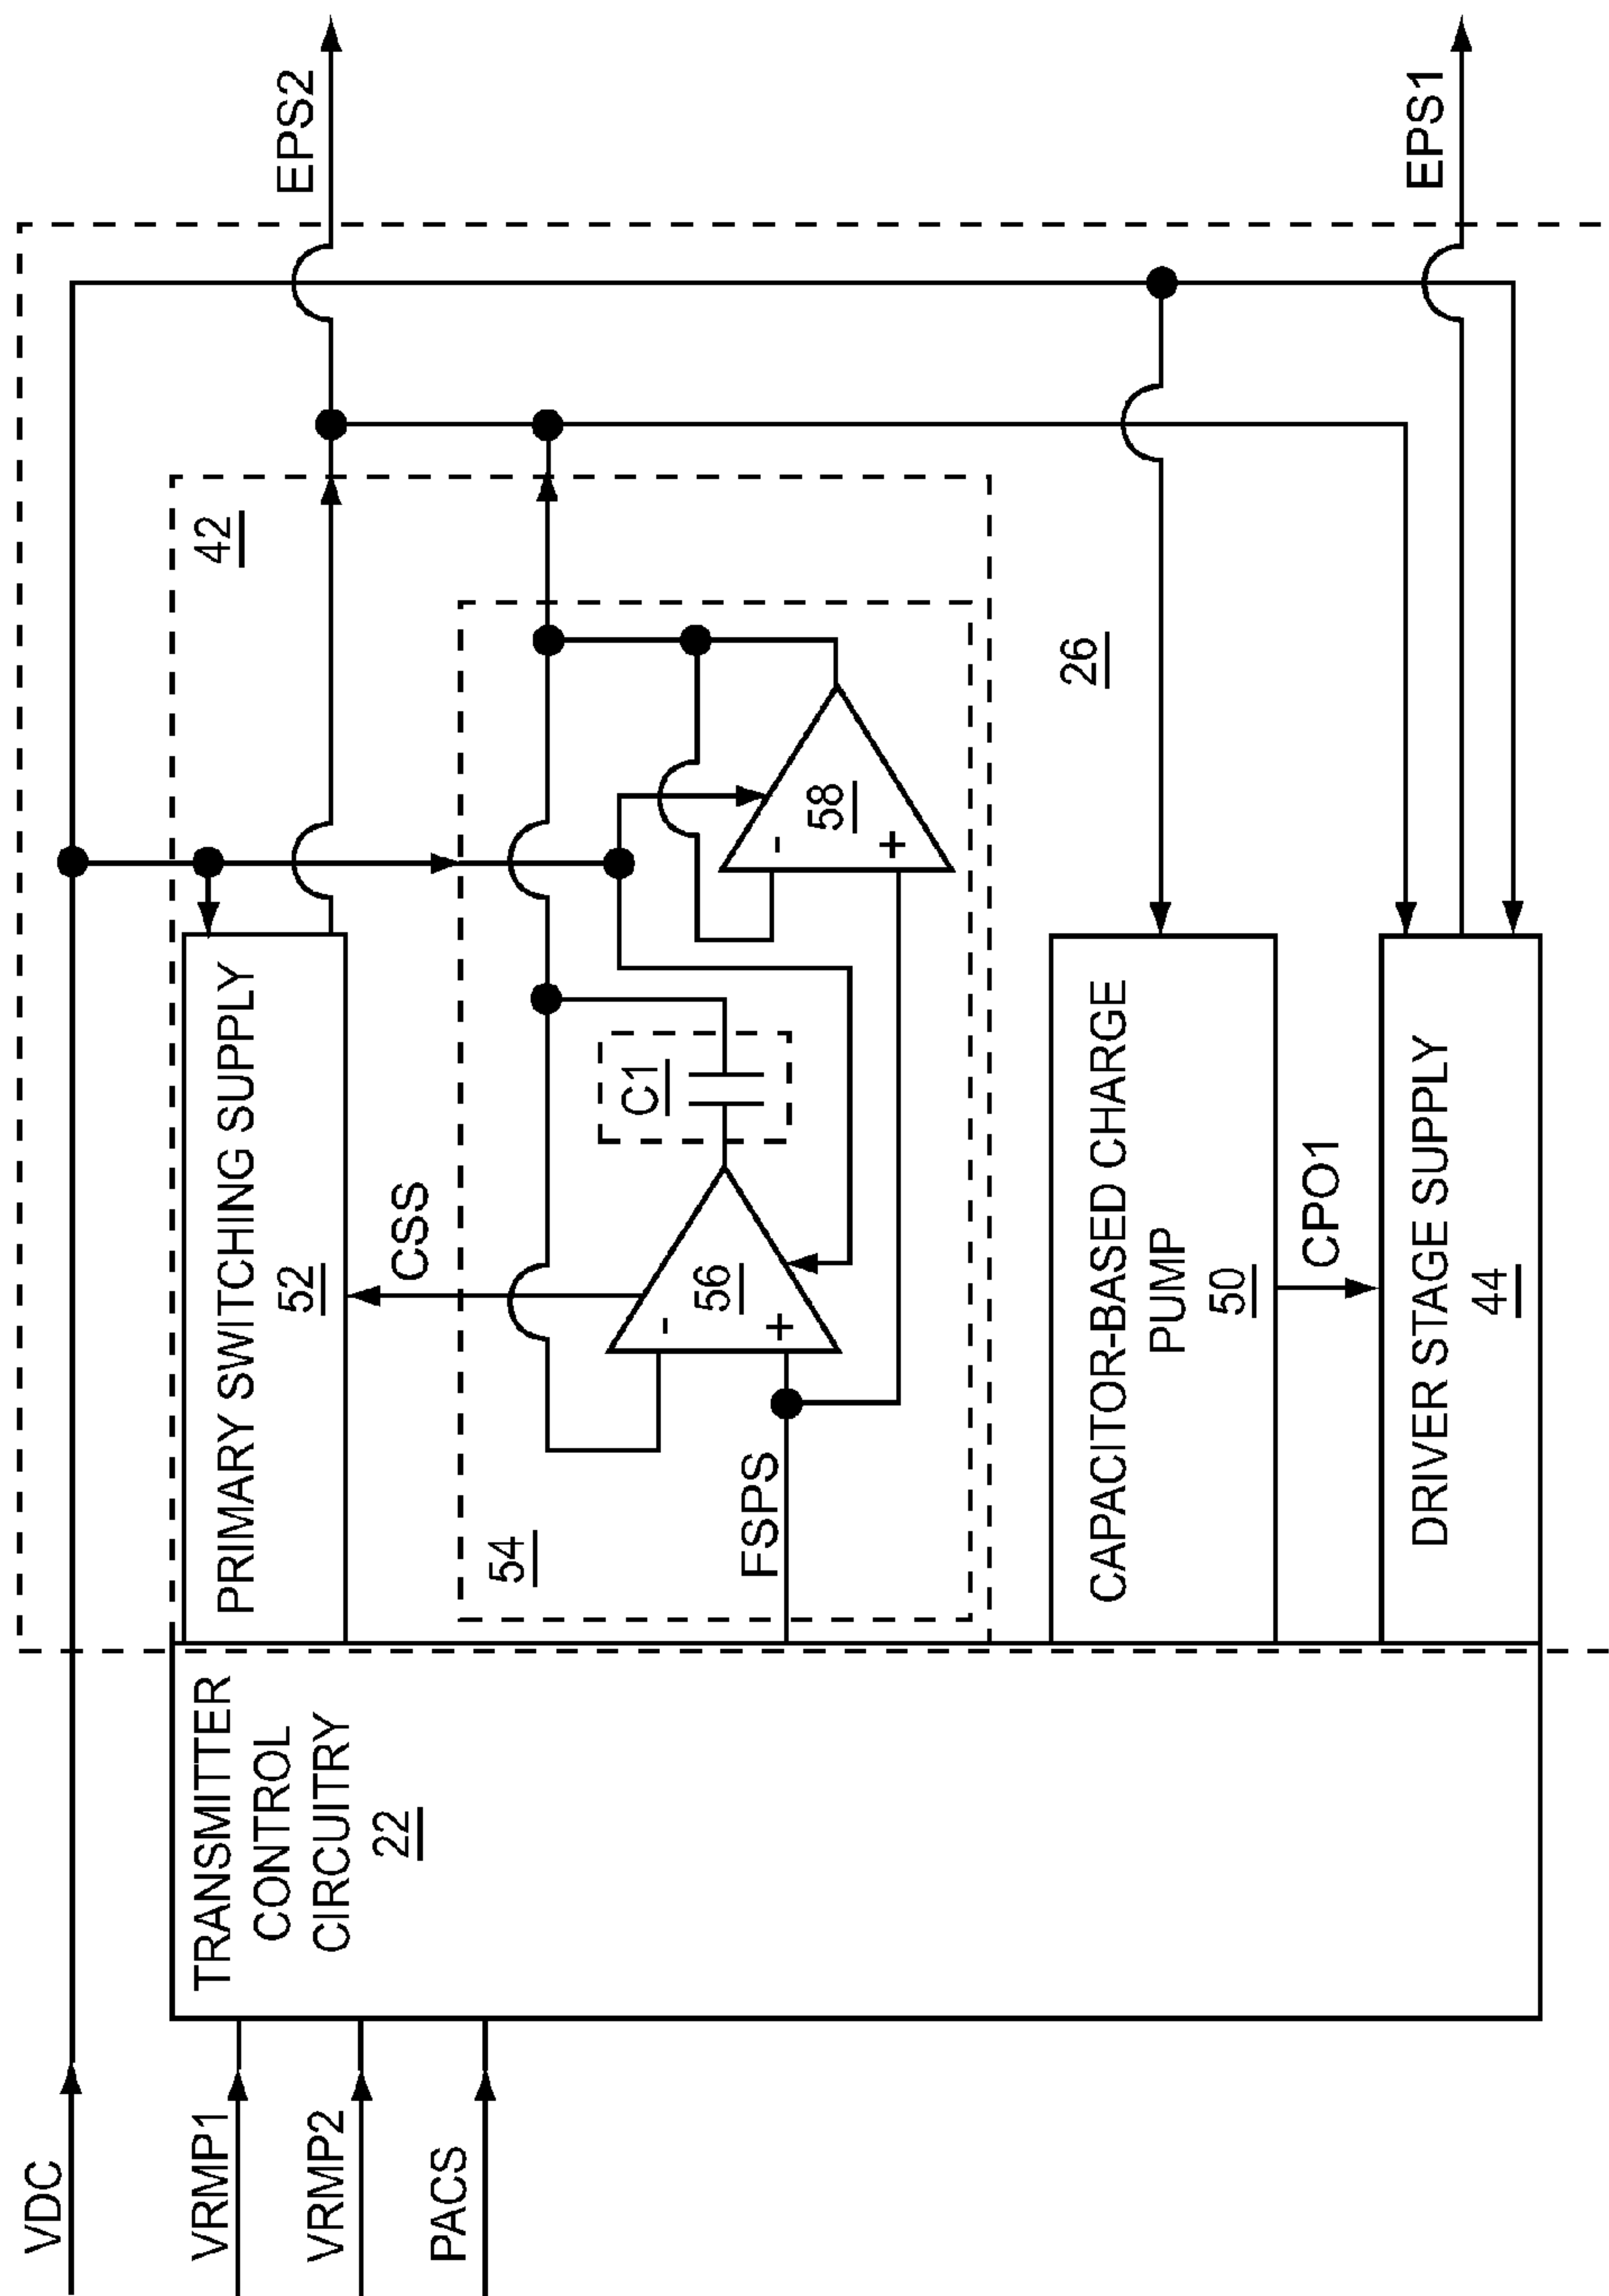 VDC
VRMP1
VRMP2
PACS
TRANSMITTER
CONTROL
CIRCUITRY
22
PRIMARY SWITCHING SUPPLY
52
CSS
42
EPS2
54
FSPS
-
+
56
C1
-
+
58
26
CAPACITOR-BASED CHARGE
PUMP
50
CPO1
DRIVER STAGE SUPPLY
44
EPS1